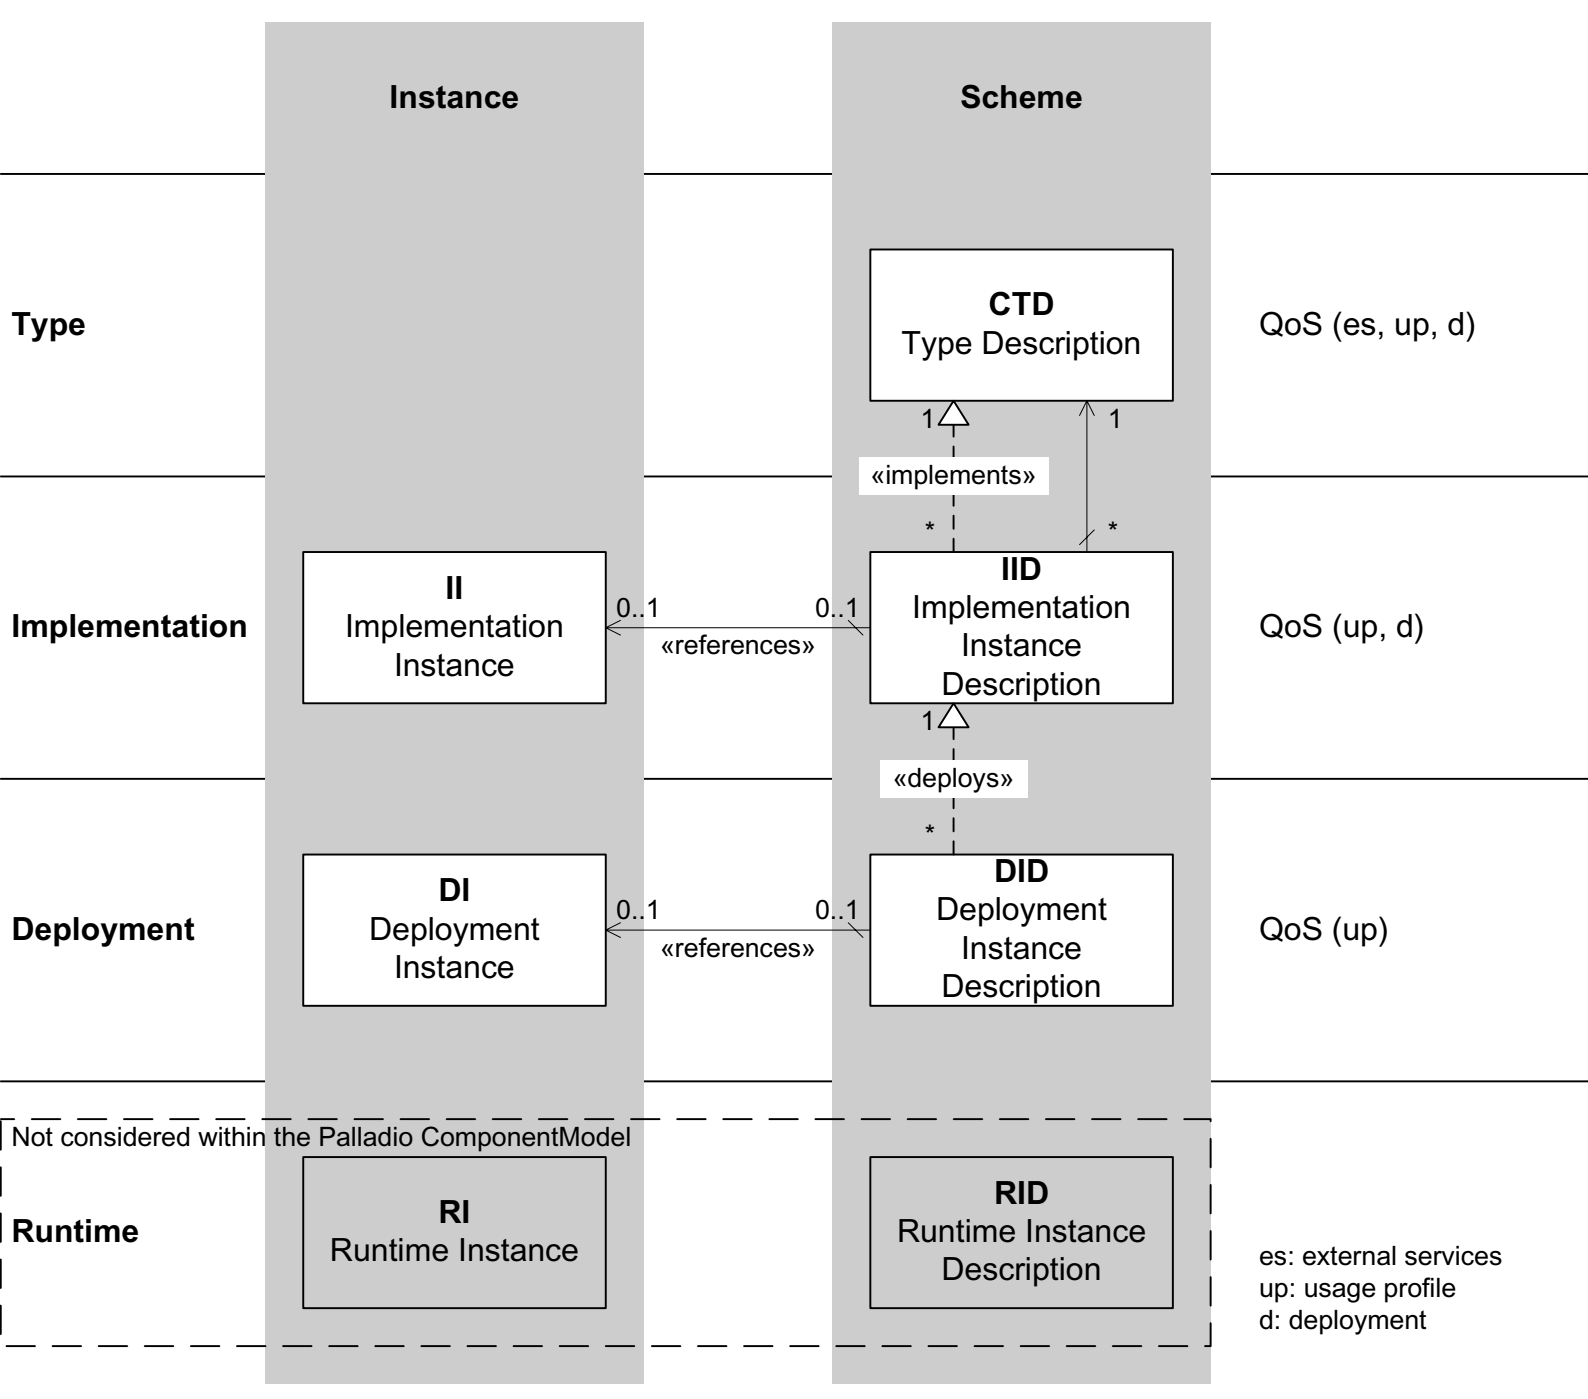 Instance
Scheme
Type
CTD
Type Description
QoS (es, up, d)
1
1
«implements»
*
*
Implementation
II
Implementation
Instance
0..1
0..1
«references»
IID
Implementation
Instance
Description
QoS (up, d)
1
«deploys»
*
Deployment
DI
Deployment
Instance
0..1
0..1
«references»
DID
Deployment
Instance
Description
QoS (up)
Not considered within the Palladio ComponentModel
Runtime
RI
Runtime Instance
RID
Runtime Instance
Description
es: external services
up: usage profile
d: deployment